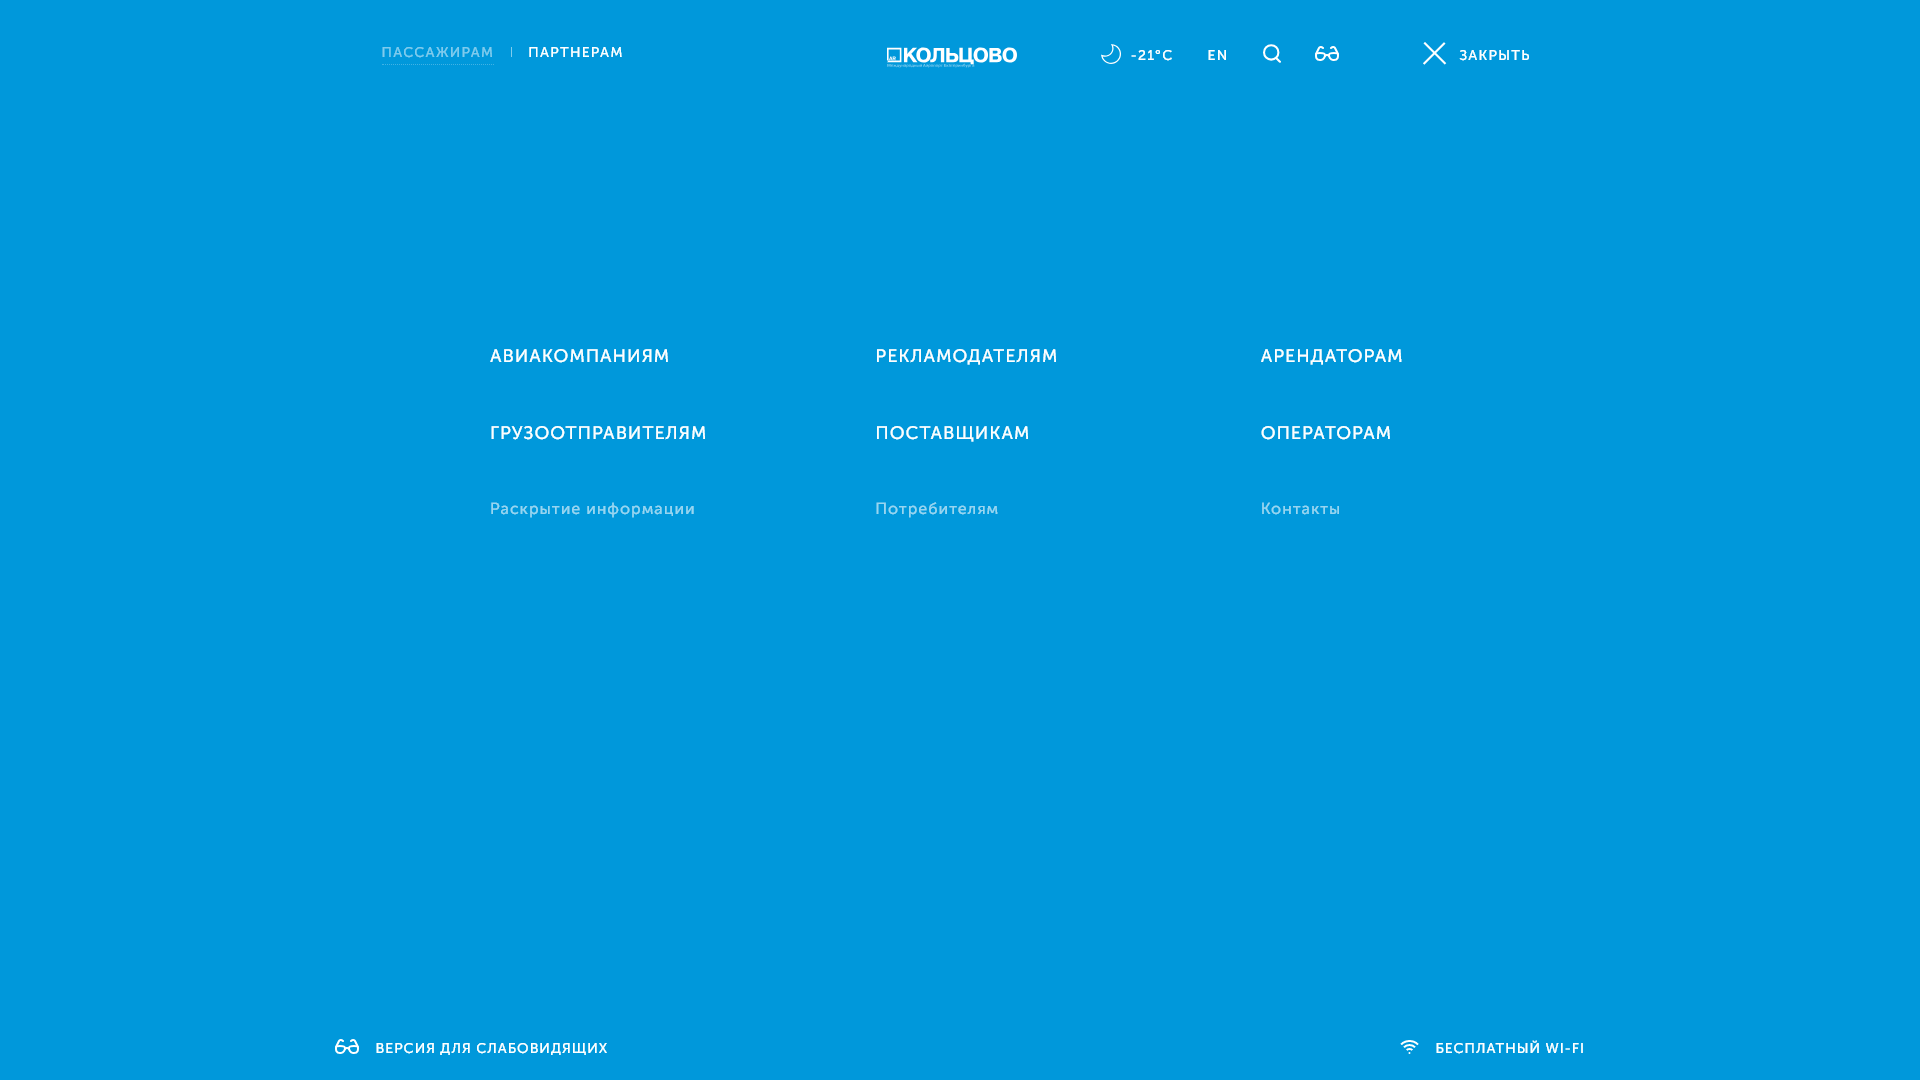 ПАССАЖИРАМ
ПАРТНЕРАМ
КОЛЬЦОВО
-21°C
EN
ЗАКРЫТЬ
АВИАКОМПАНИЯМ
РЕКЛАМОДАТЕЛЯМ
АРЕНДАТОРАМ
ГРУЗООТПРАВИТЕЛЯМ
ПОСТАВЩИКАМ
ОПЕРАТОРАМ
Раскрытие информации
Потребителям
Контакты
ВЕРСИЯ ДЛЯ СЛАБОВИДЯЩИХ
БЕСПЛАТНЫЙ WI-FI